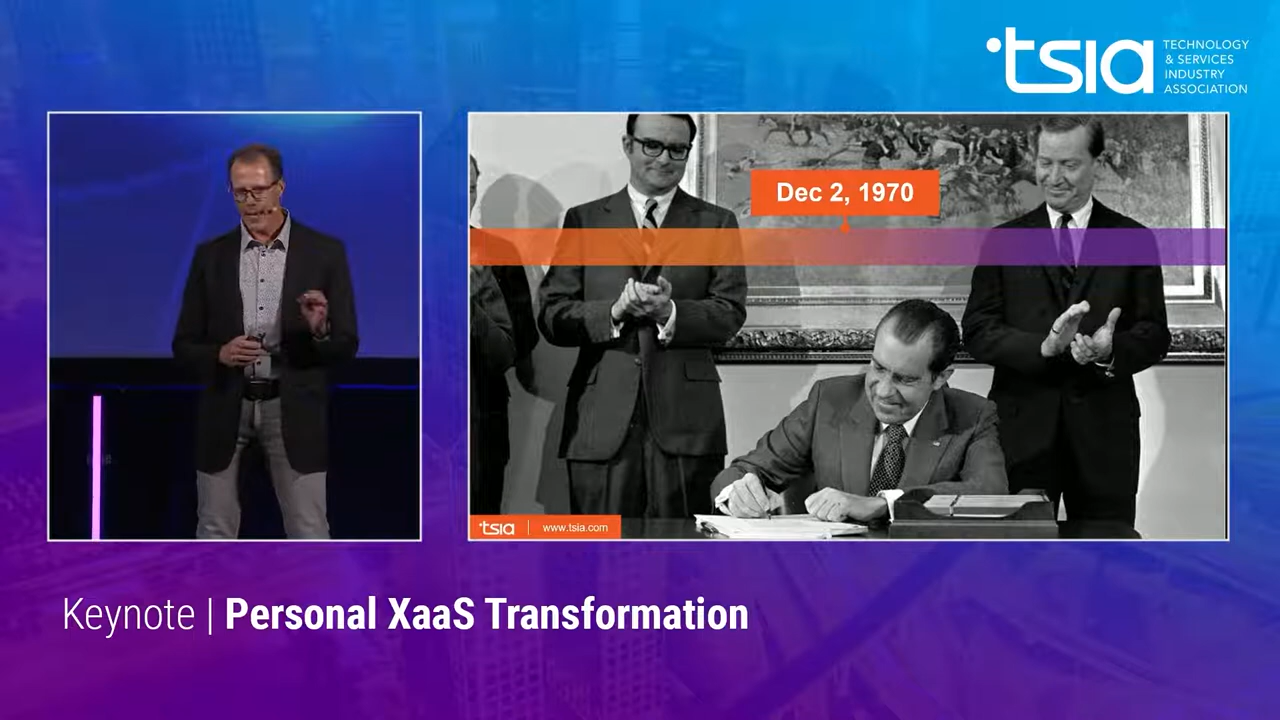 tsia
TECHNOLOGY
& SERVICES
INDUSTRY
ASSOCIATION
Dec 2, 1970
tsia | www.tsia.com
Keynote | Personal XaaS Transformation